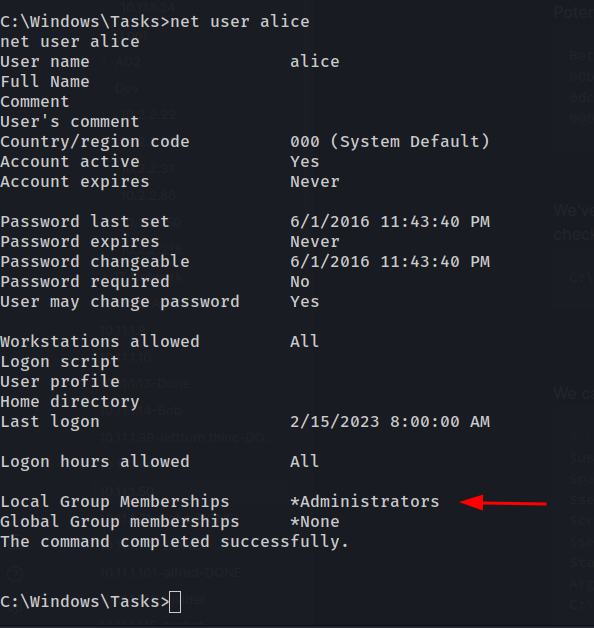 C:\Windows\Tasks>net user alice
net user alice
User name                    alice
Full Name
Comment
User's comment
Country/region code          000 (System Default)
Account active               Yes
Account expires              Never
Password last set            6/1/2016 11:43:40 PM
Password expires             Never
Password changeable          6/1/2016 11:43:40 PM
Password required            No
User may change password     Yes
Workstations allowed         All
Logon script
User profile
Home directory
Last logon                   2/15/2023 8:00:00 AM
Logon hours allowed          All
Local Group Memberships      *Administrators
Global Group memberships     *None
The command completed successfully.
C:\Windows\Tasks>